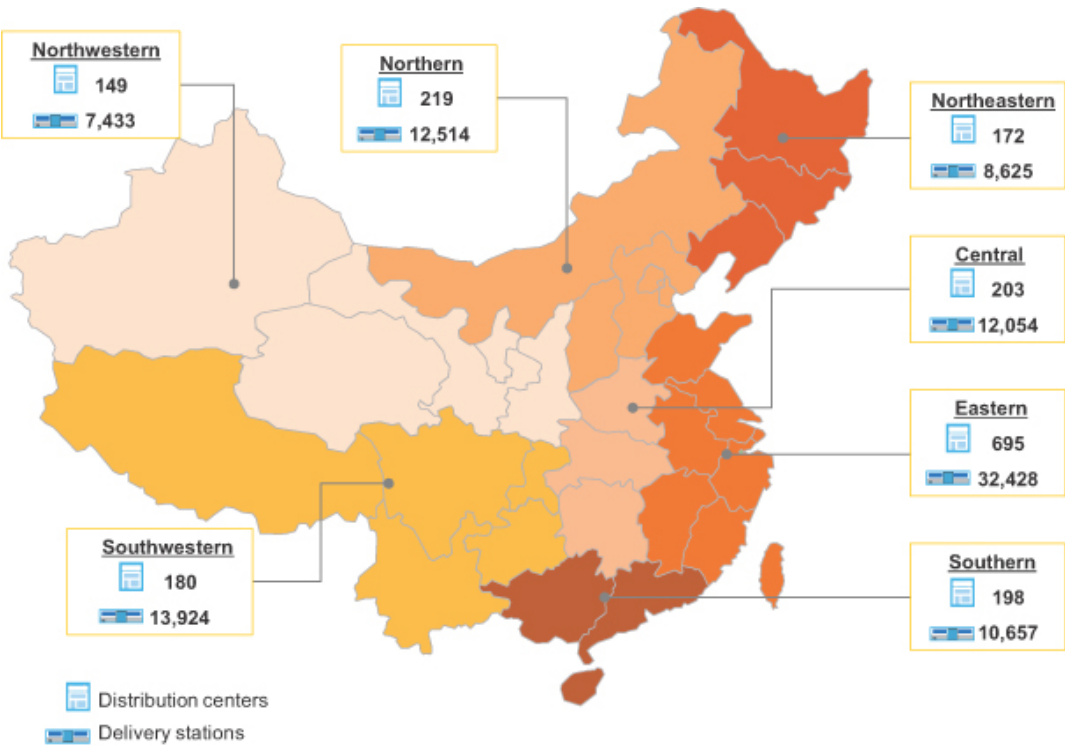 Northwestern
149
7,433
Northern
219
12,514
Northeastern
172
8,625
Central
203
12,054
Eastern
695
32,428
Southwestern
180
13,924
Southern
198
10,657
Distribution centers
Delivery stations